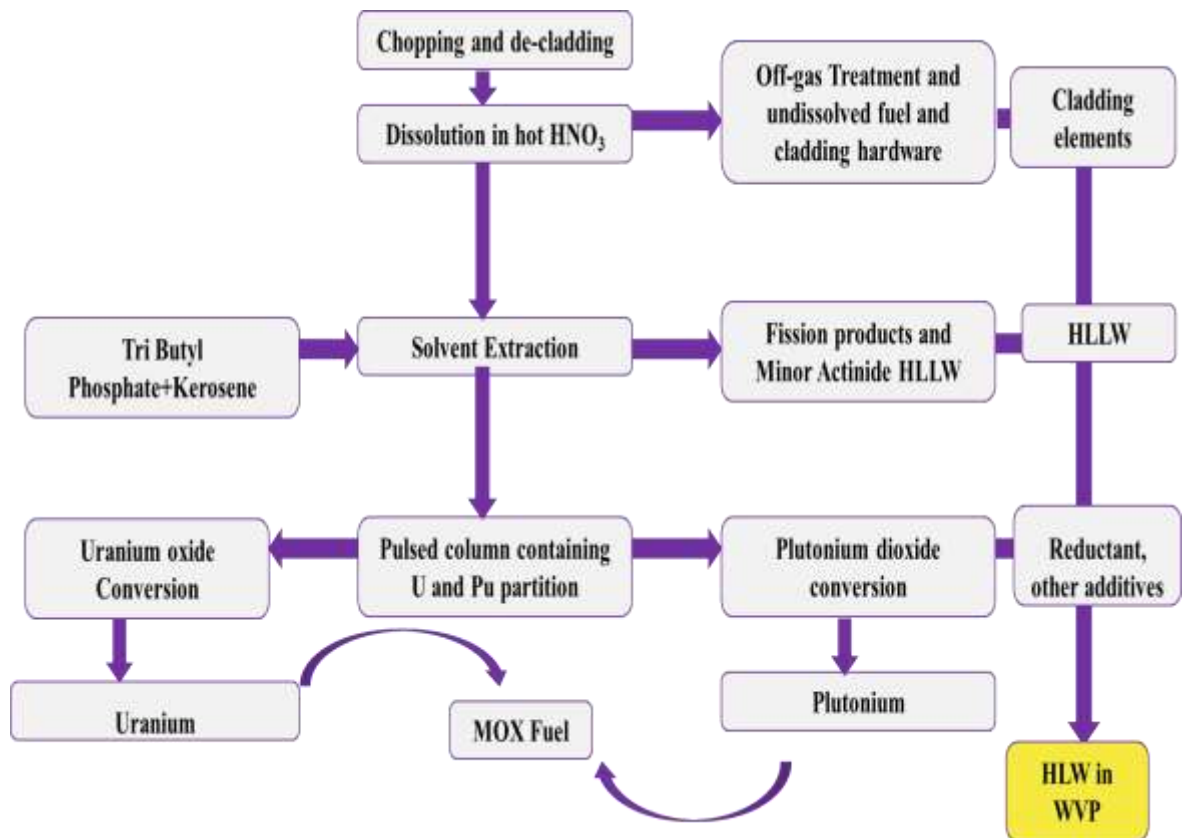 Chopping and de-cladding
Off-gas Treatment and
undissolved fuel and
cladding hardware
Cladding
elements
Dissolution in hot HNO₃
Tri Butyl
Phosphate+Kerosene
Solvent Extraction
Fission products and
Minor Actinide HLLW
HLLW
Uranium oxide
Conversion
Pulsed column containing
U and Pu partition
Plutonium dioxide
conversion
Reductant,
other additives
Uranium
MOX Fuel
Plutonium
HLW in
WVP